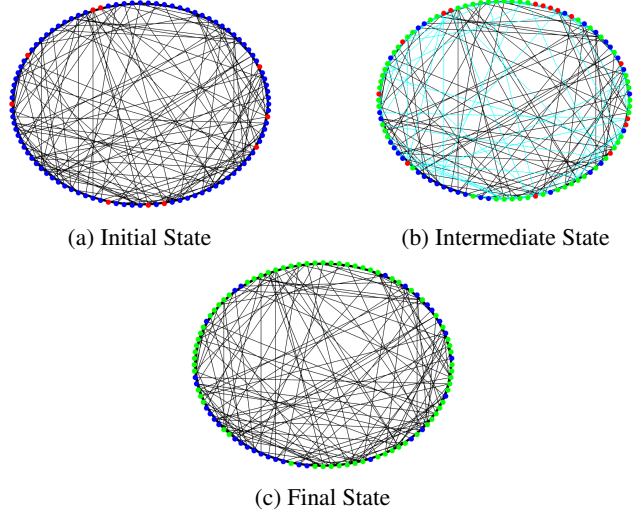 (a) Initial State
(b) Intermediate State
(c) Final State